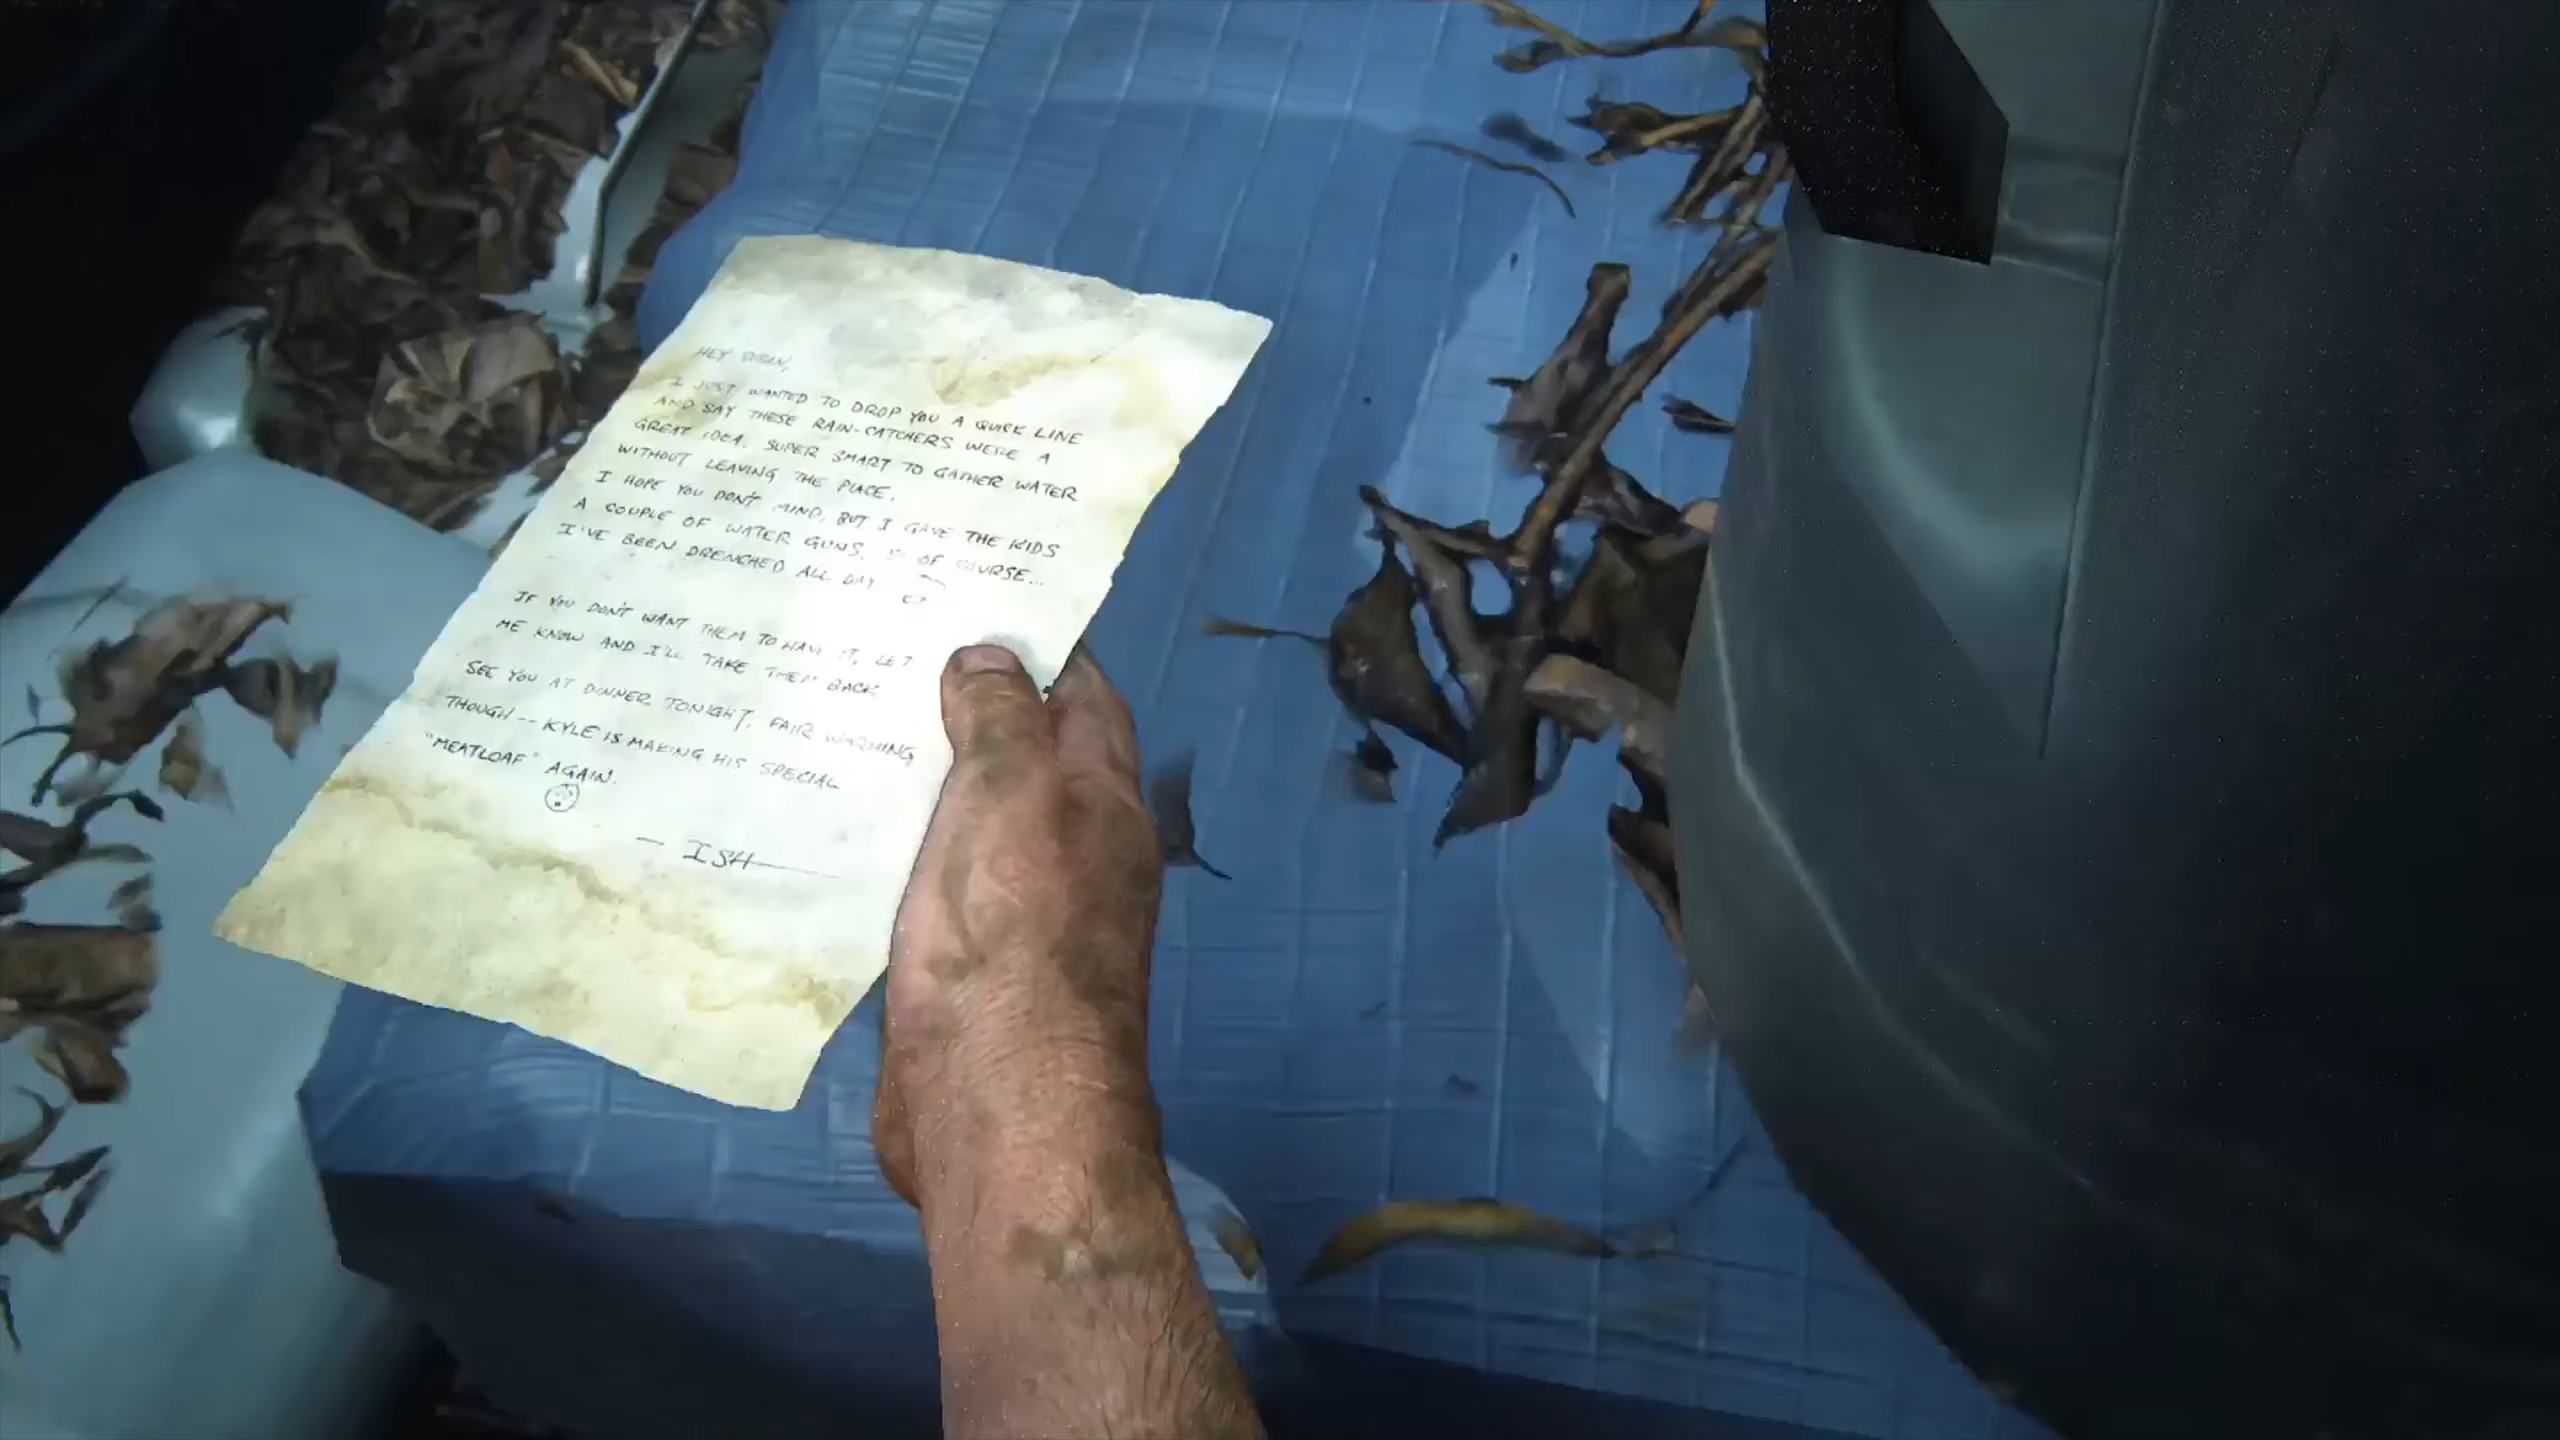 HEY SUSAN,
I JUST WANTED TO DROP YOU A QUICK LINE
AND SAY THESE RAIN-CATCHERS WERE A
GREAT IDEA. SUPER SMART TO GATHER WATER
WITHOUT LEAVING THE PLACE.
I HOPE YOU DON'T MIND, BUT I GAVE THE KIDS
A COUPLE OF WATER GUNS. SO OF COURSE...
I'VE BEEN DRENCHED ALL DAY
IF YOU DON'T WANT THEM TO HAVE IT, LET
ME KNOW AND I'LL TAKE THEM BACK
SEE YOU AT DINNER TONIGHT. FAIR WARNING,
THOUGH -- KYLE IS MAKING HIS SPECIAL
"MEATLOAF" AGAIN.
- ISH